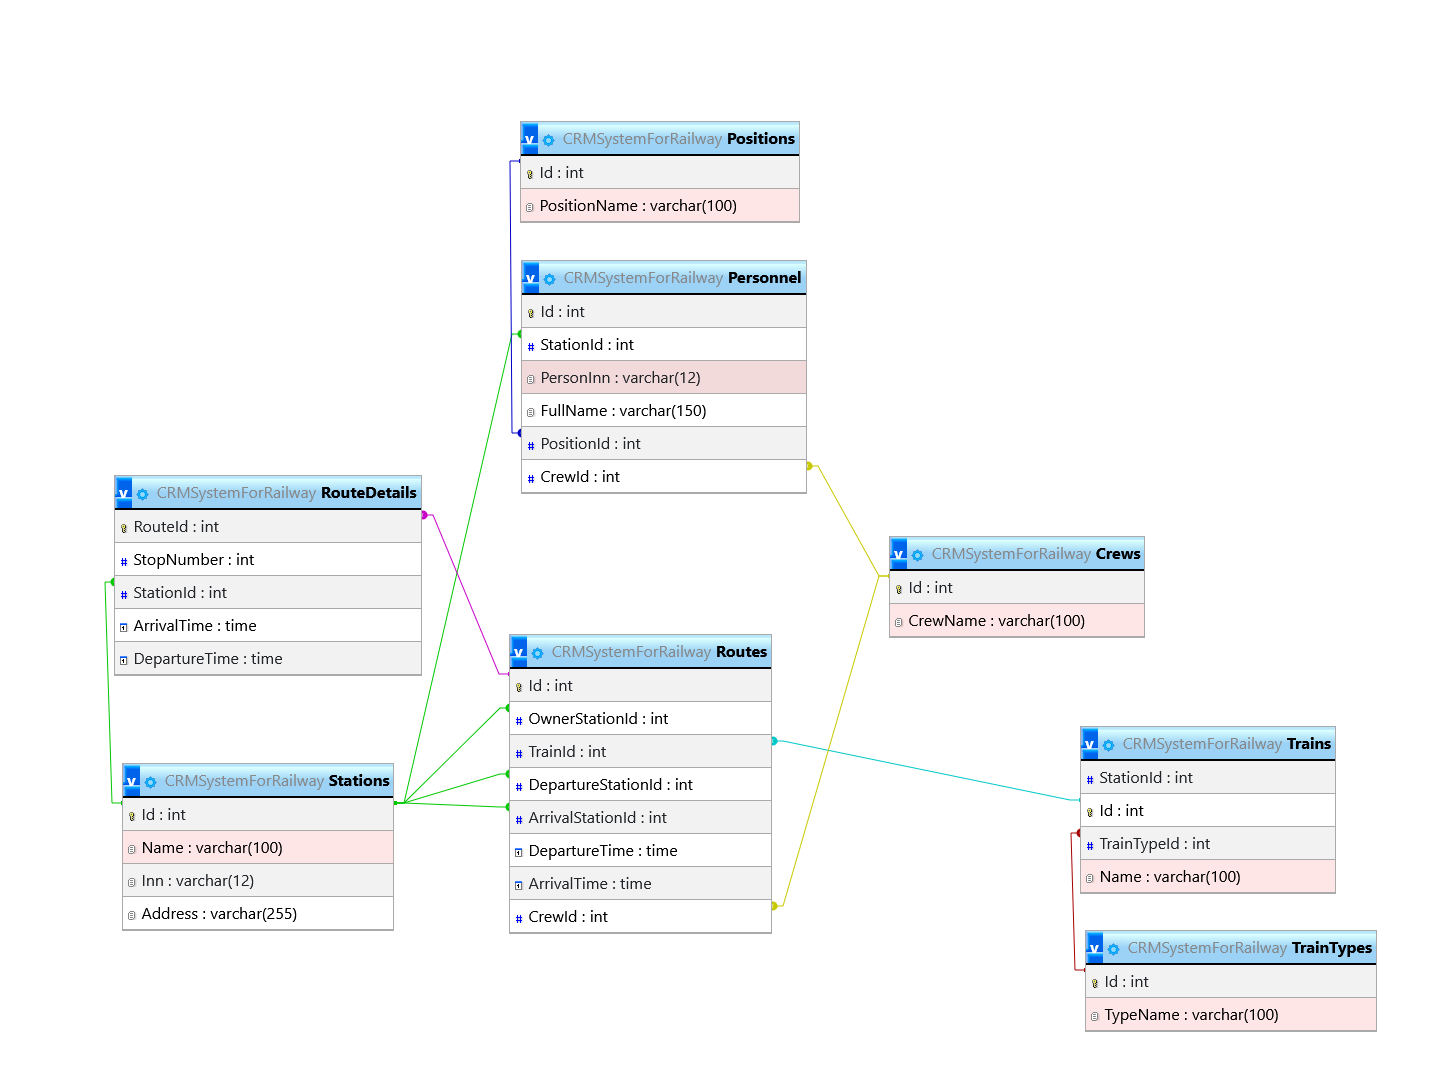 CRMSystemForRailway Positions
Id : int
PositionName : varchar(100)
CRMSystemForRailway Personnel
Id : int
StationId : int
PersonInn : varchar(12)
FullName : varchar(150)
PositionId : int
CrewId : int
CRMSystemForRailway RouteDetails
RouteId : int
StopNumber : int
StationId : int
ArrivalTime : time
DepartureTime : time
CRMSystemForRailway Crews
Id : int
CrewName : varchar(100)
CRMSystemForRailway Routes
Id : int
OwnerStationId : int
TrainId : int
DepartureStationId : int
ArrivalStationId : int
DepartureTime : time
ArrivalTime : time
CrewId : int
CRMSystemForRailway Stations
Id : int
Name : varchar(100)
Inn : varchar(12)
Address : varchar(255)
CRMSystemForRailway Trains
StationId : int
Id : int
TrainTypeId : int
Name : varchar(100)
CRMSystemForRailway TrainTypes
Id : int
TypeName : varchar(100)